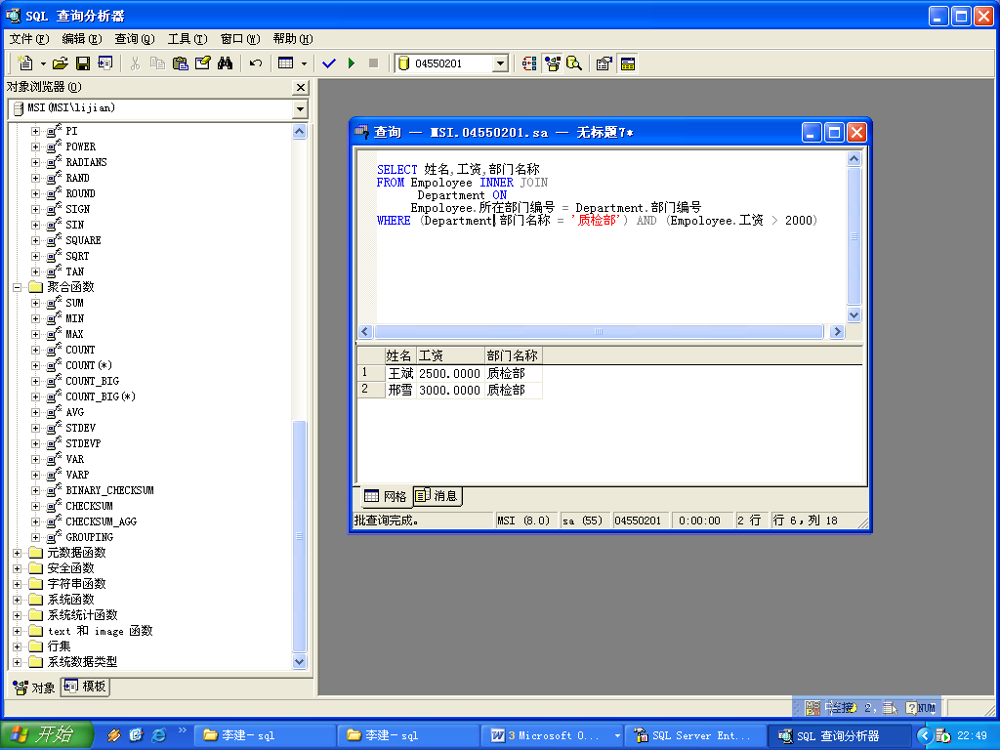 SQL 查询分析器
文件(F) 编辑(E) 查询(Q) 工具(T) 窗口(W) 帮助(H)
04550201
对象浏览器(O)
MSI(MSI\lijian)
PI
POWER
RADIANS
RAND
ROUND
SIGN
SIN
SQUARE
SQRT
TAN
聚合函数
SUM
MIN
MAX
COUNT
COUNT(*)
COUNT_BIG
COUNT_BIG(*)
AVG
STDEV
STDEVP
VAR
VARP
BINARY_CHECKSUM
CHECKSUM
CHECKSUM_AGG
GROUPING
元数据函数
安全函数
字符串函数
系统函数
系统统计函数
text 和 image 函数
行集
系统数据类型
对象 模板
查询 — MSI.04550201.sa — 无标题7*
SELECT 姓名,工资,部门名称
FROM Empoloyee INNER JOIN
Department ON
Empoloyee.所在部门编号 = Department.部门编号
WHERE (Department.部门名称 = '质检部') AND (Empoloyee.工资 > 2000)
姓名 工资 部门名称
1 王斌 2500.0000 质检部
2 邢雪 3000.0000 质检部
网格 消息
批查询完成。 MSI (8.0) sa (55) 04550201 0:00:00 2 行 行 6，列 18
NUM
开始 李建－sql 李建－sql 3 Microsoft O... SQL Server Ent... SQL 查询分析器 22:49